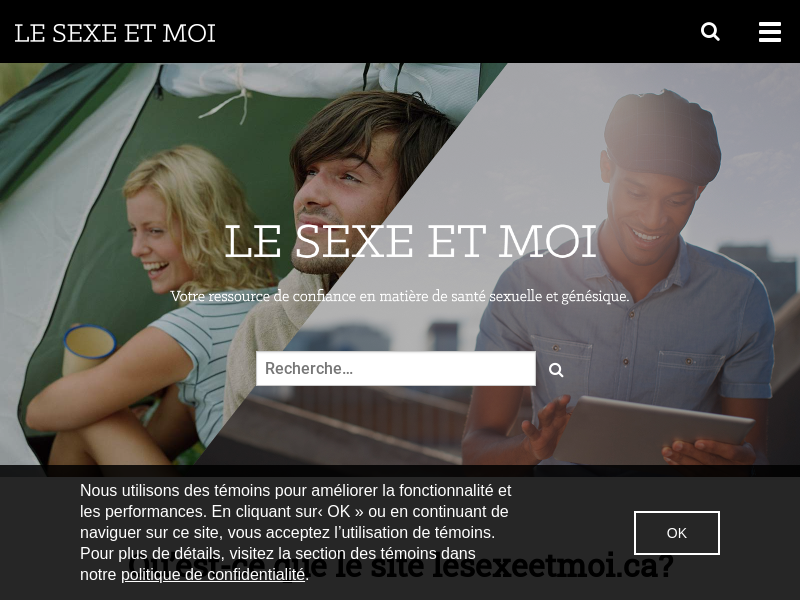 LE SEXE ET MOI
LE SEXE ET MOI
Votre ressource de confiance en matière de santé sexuelle et génésique.
Recherche...
Nous utilisons des témoins pour améliorer la fonctionnalité et
les performances. En cliquant sur‹ OK » ou en continuant de
naviguer sur ce site, vous acceptez l'utilisation de témoins.
Pour plus de détails, visitez la section des témoins dans
notre politique de confidentialité.
OK
Qu'est-ce que le site lesexeetmoi.ca?